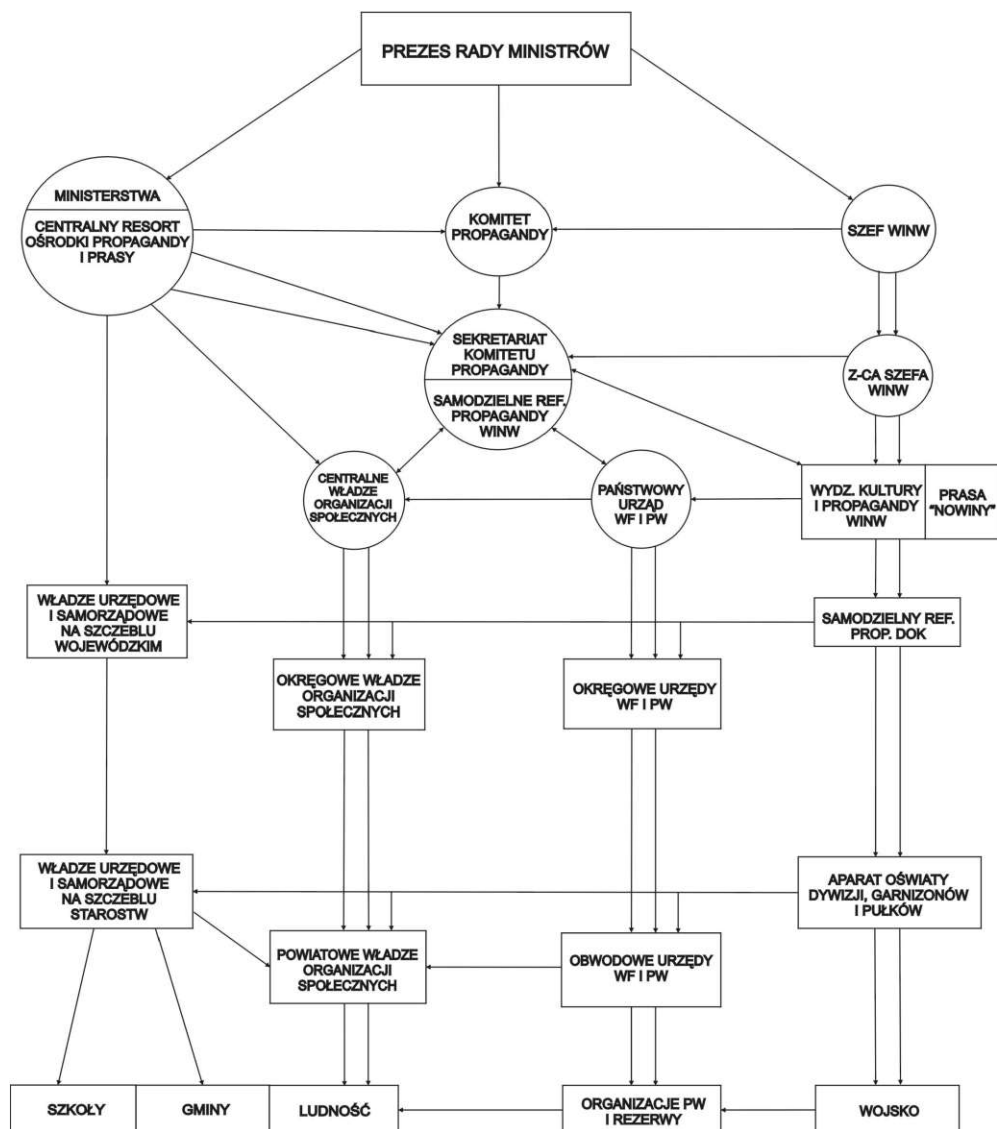 PREZES RADY MINISTRÓW
MINISTERSTWA
CENTRALNY RESORT
OŚRODKI PROPAGANDY
I PRASY
KOMITET
PROPAGANDY
SZEF WINW
SEKRETARIAT
KOMITETU
PROPAGANDY
SAMODZIELNE REF.
PROPAGANDY
WINW
Z-CA SZEFA
WINW
CENTRALNE
WŁADZE
ORGANIZACJI
SPOŁECZNYCH
PAŃSTWOWY
URZĄD
WF I PW
WYDZ. KULTURY
I PROPAGANDY
WINW
PRASA
"NOWINY"
WŁADZE URZĘDOWE
I SAMORZĄDOWE
NA SZCZEBLU
WOJEWÓDZKIM
SAMODZIELNY REF.
PROP. DOK
OKRĘGOWE WŁADZE
ORGANIZACJI
SPOŁECZNYCH
OKRĘGOWE URZĘDY
WF I PW
WŁADZE URZĘDOWE
I SAMORZĄDOWE
NA SZCZEBLU
STAROSTW
APARAT OŚWIATY
DYWIZJI, GARNIZONÓW
I PUŁKÓW
POWIATOWE WŁADZE
ORGANIZACJI
SPOŁECZNYCH
OBWODOWE URZĘDY
WF I PW
SZKOŁY
GMINY
LUDNOŚĆ
ORGANIZACJE PW
I REZERWY
WOJSKO